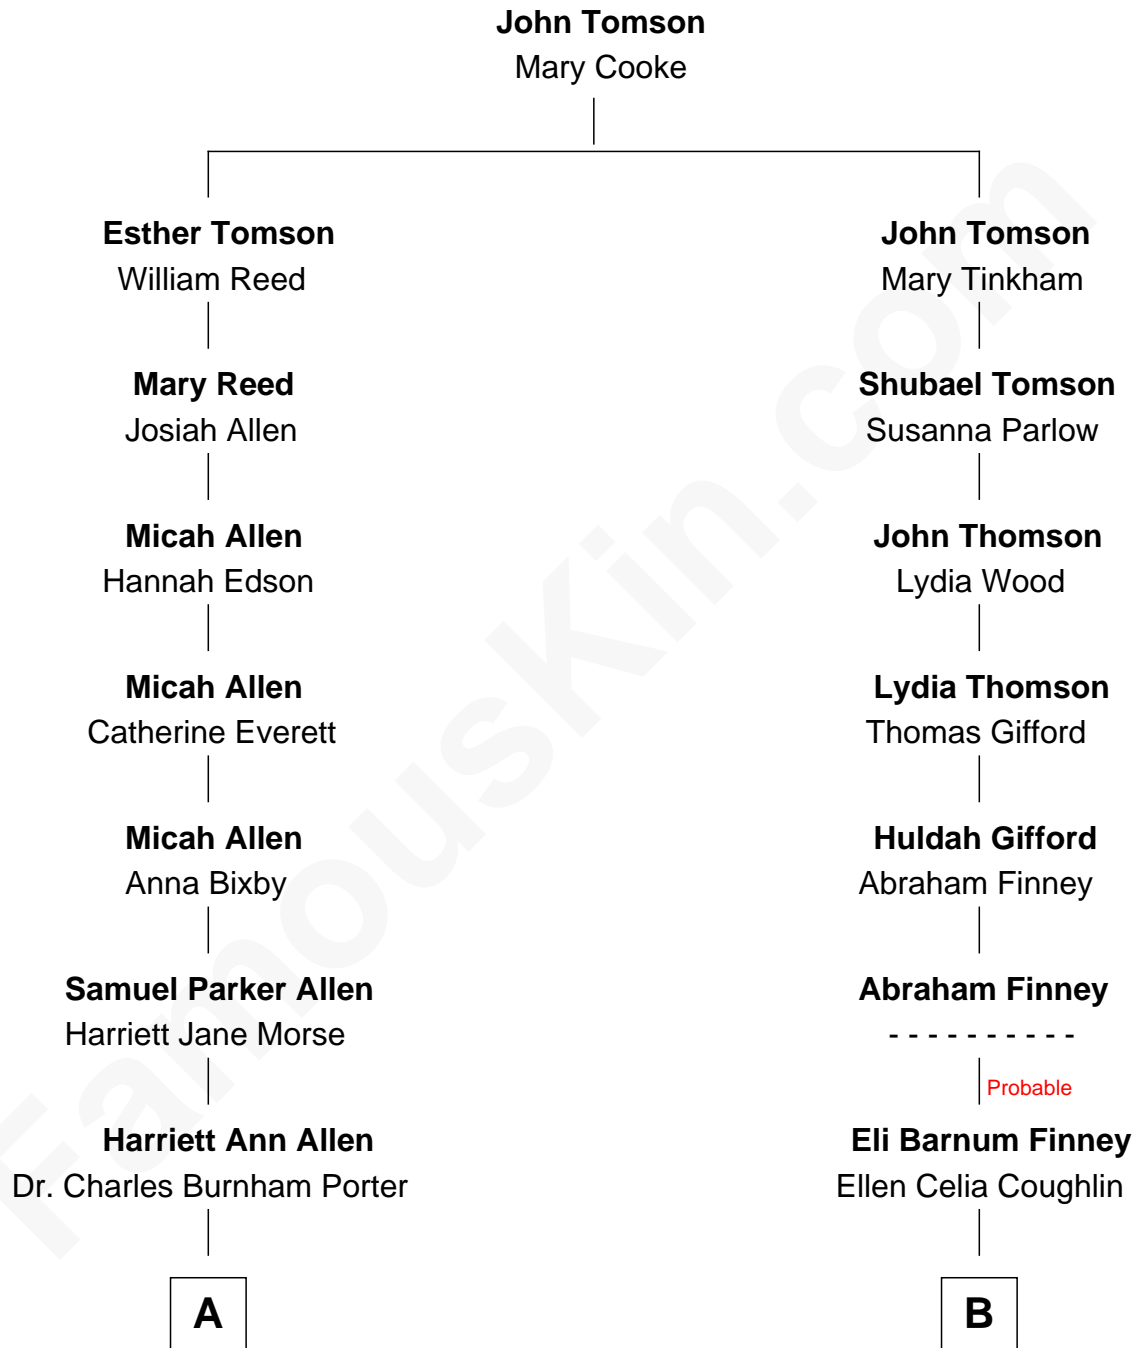 John Tomson
Mary Cooke
Esther Tomson
William Reed
John Tomson
Mary Tinkham
Mary Reed
Josiah Allen
Shubael Tomson
Susanna Parlow
Micah Allen
Hannah Edson
John Thomson
Lydia Wood
Micah Allen
Catherine Everett
Lydia Thomson
Thomas Gifford
Micah Allen
Anna Bixby
Huldah Gifford
Abraham Finney
Samuel Parker Allen
Harriett Jane Morse
Abraham Finney
- - - - - - - - - -
Probable
Harriett Ann Allen
Dr. Charles Burnham Porter
Eli Barnum Finney
Ellen Celia Coughlin
A
B
FamousKin.com